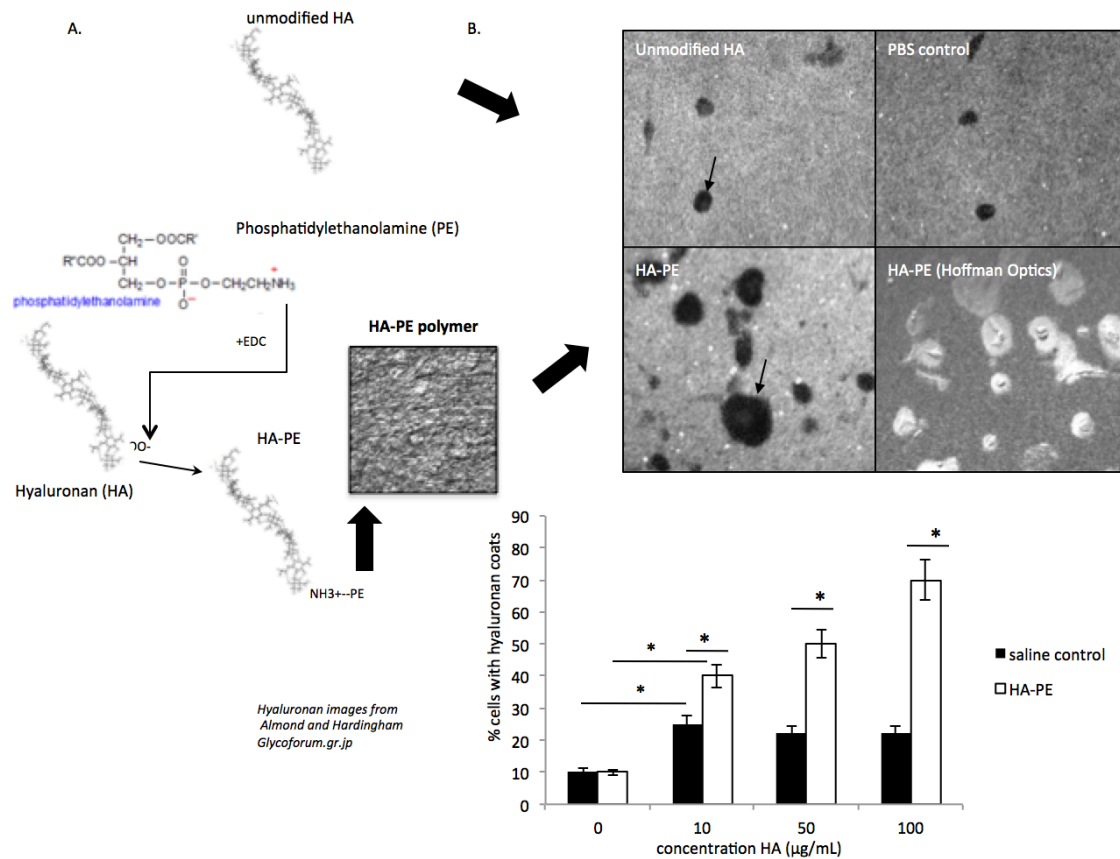 A.
unmodified HA
B.
Unmodified HA
PBS control
Phosphatidylethanolamine (PE)
CH₂—OOCR'
R"COO—CH
O
+
CH₂—O—P—O—CH₂CH₂NH₃
O−
phosphatidylethanolamine
+EDC
HA-PE polymer
HA-PE
HA-PE (Hoffman Optics)
OO-
HA-PE
Hyaluronan (HA)
NH3+--PE
Hyaluronan images from
Almond and Hardingham
Glycoforum.gr.jp
% cells with hyaluronan coats
90
80
70
60
50
40
30
20
10
0
*
*
*
*
*
saline control
HA-PE
0
10
50
100
concentration HA (µg/mL)